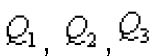 Q₁, Q₂, Q₃